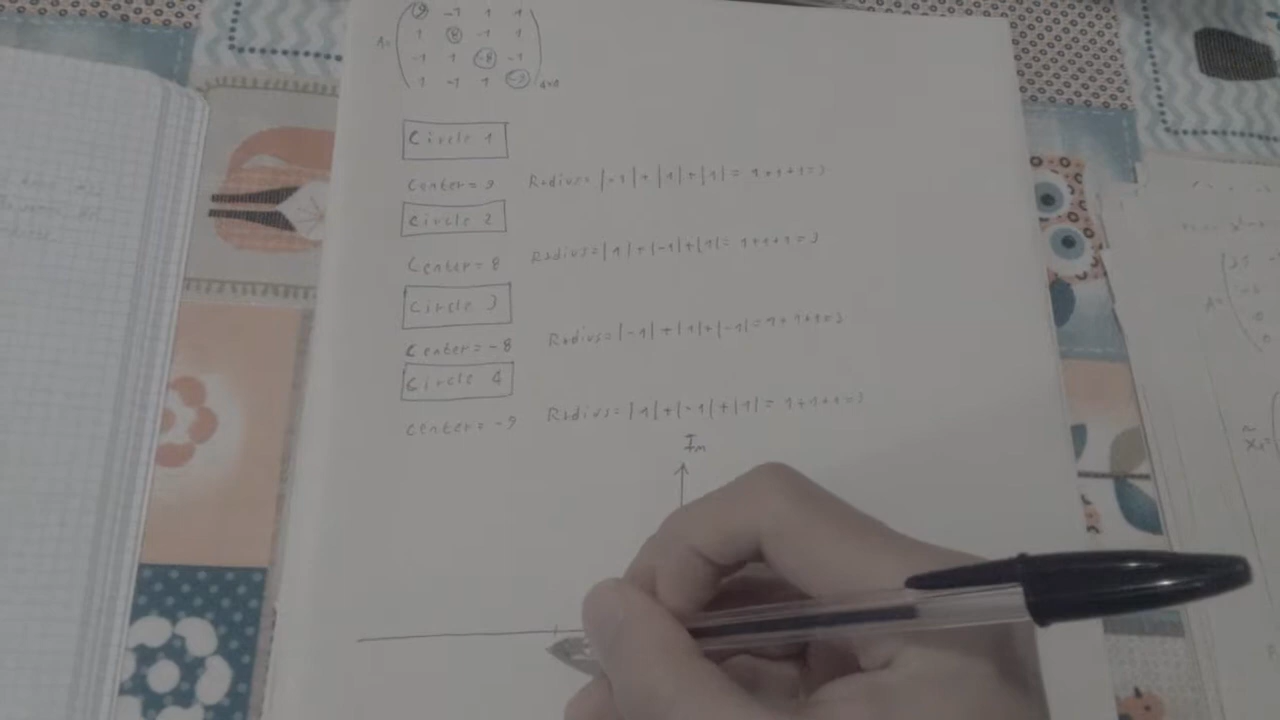 9 -1 1 1
1 8 -1 1
A= -1 1 -8 -1
1 -1 1 -9 4x4
Circle 1
Center = 9 Radius= |-1|+|1|+|1| = 1+1+1=3
Circle 2
Center = 8 Radius=|1|+|-1|+|1|= 1+1+1=3
Circle 3
Center = -8 Radius=|-1|+|1|+|-1|=1+1+1=3
Circle 4
Center = -9 Radius=|1|+|-1|+|1|= 1+1+1=3
Im